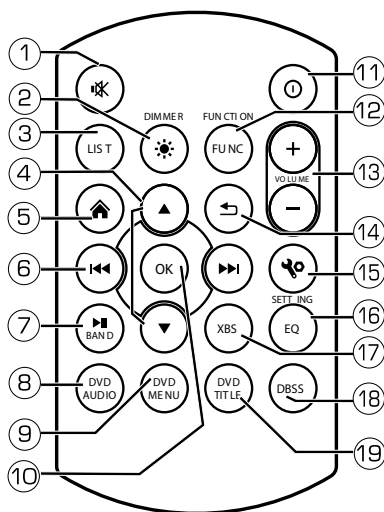 1
11
2
DIMMER
FUNCTION
12
3
LIST
FUNC
+
4
VOLUME
13
5
−
14
6
OK
15
SETTING
7
BAND
XBS
EQ
16
17
8
DVD
AUDIO
DVD
MENU
DVD
TITLE
DBSS
18
9
10
19